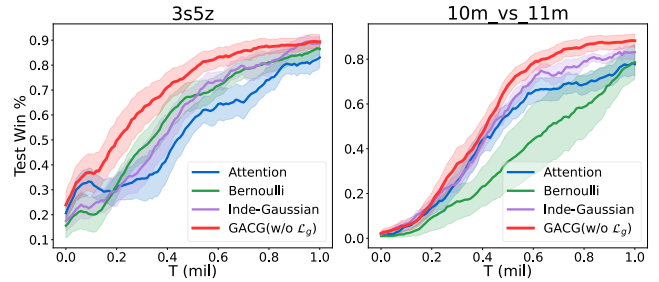 3s5z
Test Win %
0.9
0.8
0.7
0.6
0.5
0.4
0.3
0.2
0.1
0.0 0.2 0.4 0.6 0.8 1.0
T (mil)
Attention
Bernoulli
Inde-Gaussian
GACG(w/o ℒg)
10m_vs_11m
0.8
0.6
0.4
0.2
0.0
0.0 0.2 0.4 0.6 0.8 1.0
T (mil)
Attention
Bernoulli
Inde-Gaussian
GACG(w/o ℒg)